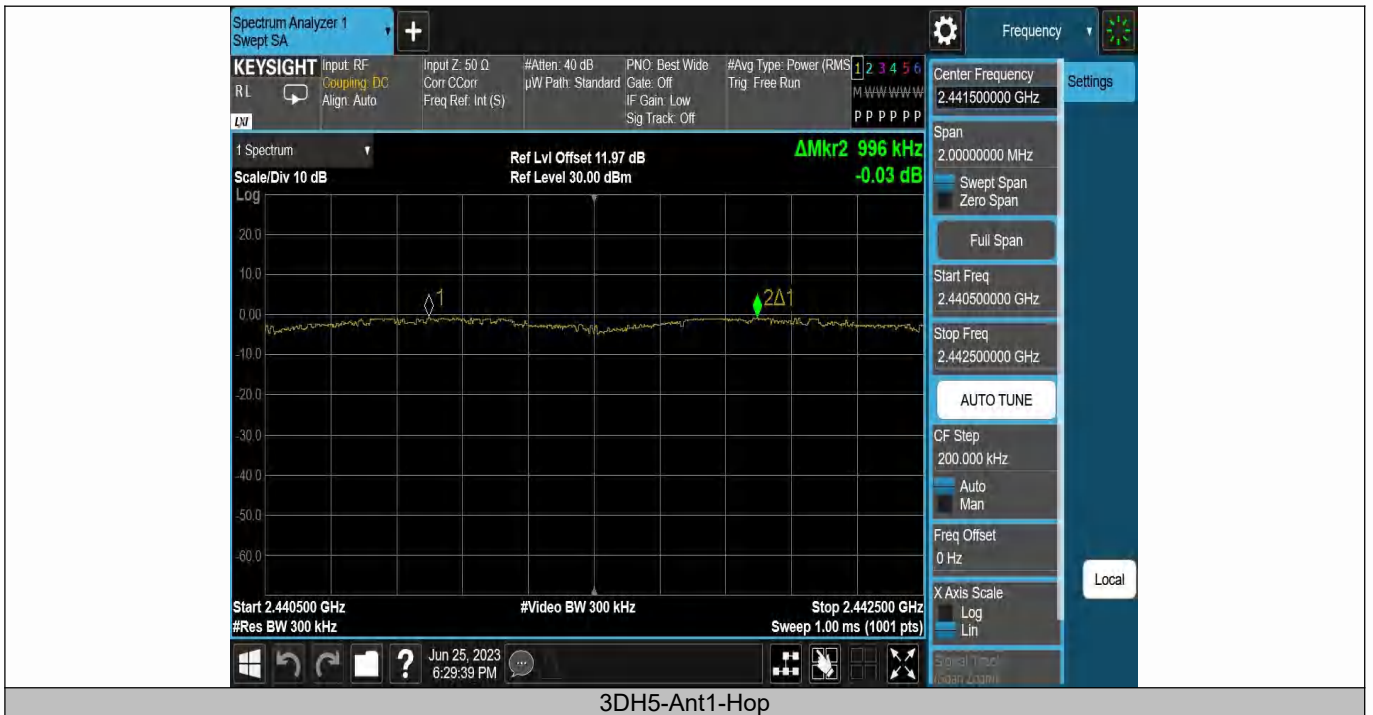 Spectrum Analyzer 1
Swept SA
+
Frequency
KEYSIGHT
RL
LXI
Input: RF
Coupling: DC
Align: Auto
Input Z: 50 Ω
Corr CCorr
Freq Ref: Int (S)
#Atten: 40 dB
µW Path: Standard
PNO: Best Wide
Gate: Off
IF Gain: Low
Sig Track: Off
#Avg Type: Power (RMS
Trig: Free Run
1 2 3 4 5 6
M W W W W W
P P P P P P
1 Spectrum
Scale/Div 10 dB
Ref Lvl Offset 11.97 dB
Ref Level 30.00 dBm
ΔMkr2 996 kHz
-0.03 dB
Log
20.0
10.0
0.00
-10.0
-20.0
-30.0
-40.0
-50.0
-60.0
1
2Δ1
Start 2.440500 GHz
#Res BW 300 kHz
#Video BW 300 kHz
Stop 2.442500 GHz
Sweep 1.00 ms (1001 pts)
Jun 25, 2023
6:29:39 PM
Center Frequency
2.441500000 GHz
Settings
Span
2.00000000 MHz
Swept Span
Zero Span
Full Span
Start Freq
2.440500000 GHz
Stop Freq
2.442500000 GHz
AUTO TUNE
CF Step
200.000 kHz
Auto
Man
Freq Offset
0 Hz
X Axis Scale
Log
Lin
Local
Signal Track
(Span Zoom)
3DH5-Ant1-Hop